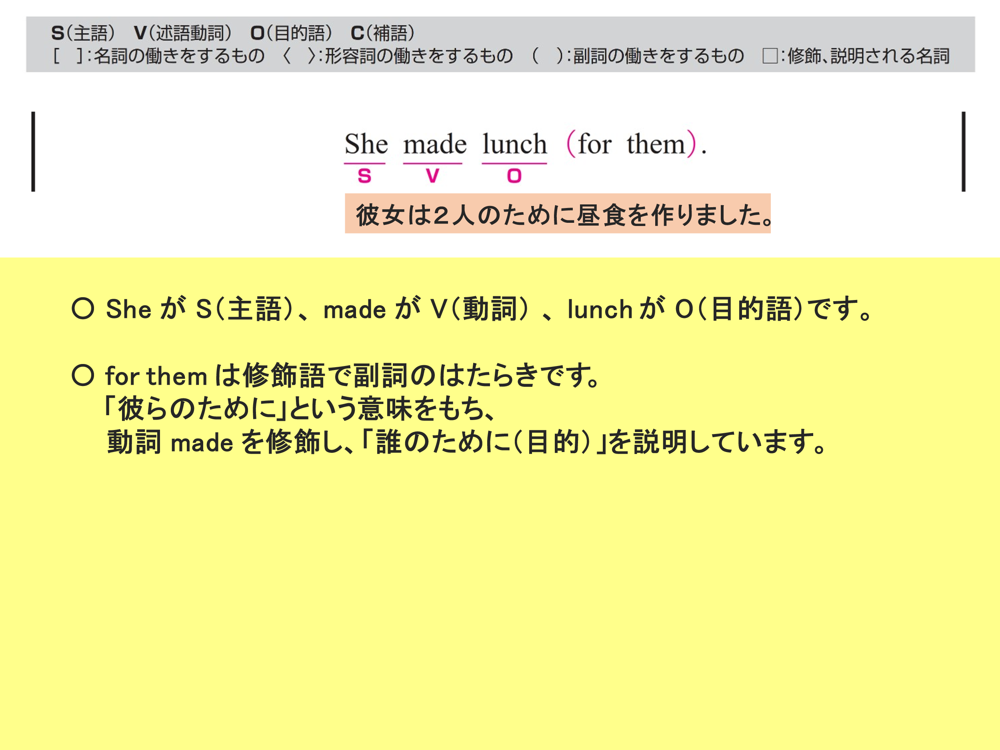 S（主語）　V（述語動詞）　O（目的語）　C（補語）
［　］：名詞の働きをするもの　〈　〉：形容詞の働きをするもの　（　）：副詞の働きをするもの　□：修飾、説明される名詞
She made lunch (for them).
S V O
彼女は２人のために昼食を作りました。
○ She が S（主語）、 made が V（動詞） 、 lunch が O（目的語）です。
○ for them は修飾語で副詞のはたらきです。
「彼らのために」という意味をもち、
動詞 made を修飾し、「誰のために（目的）」を説明しています。